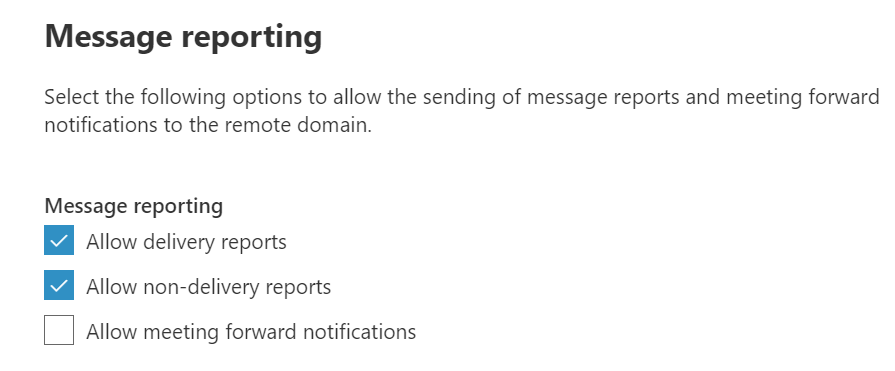 Message reporting
Select the following options to allow the sending of message reports and meeting forward
notifications to the remote domain.
Message reporting
Allow delivery reports
Allow non-delivery reports
Allow meeting forward notifications